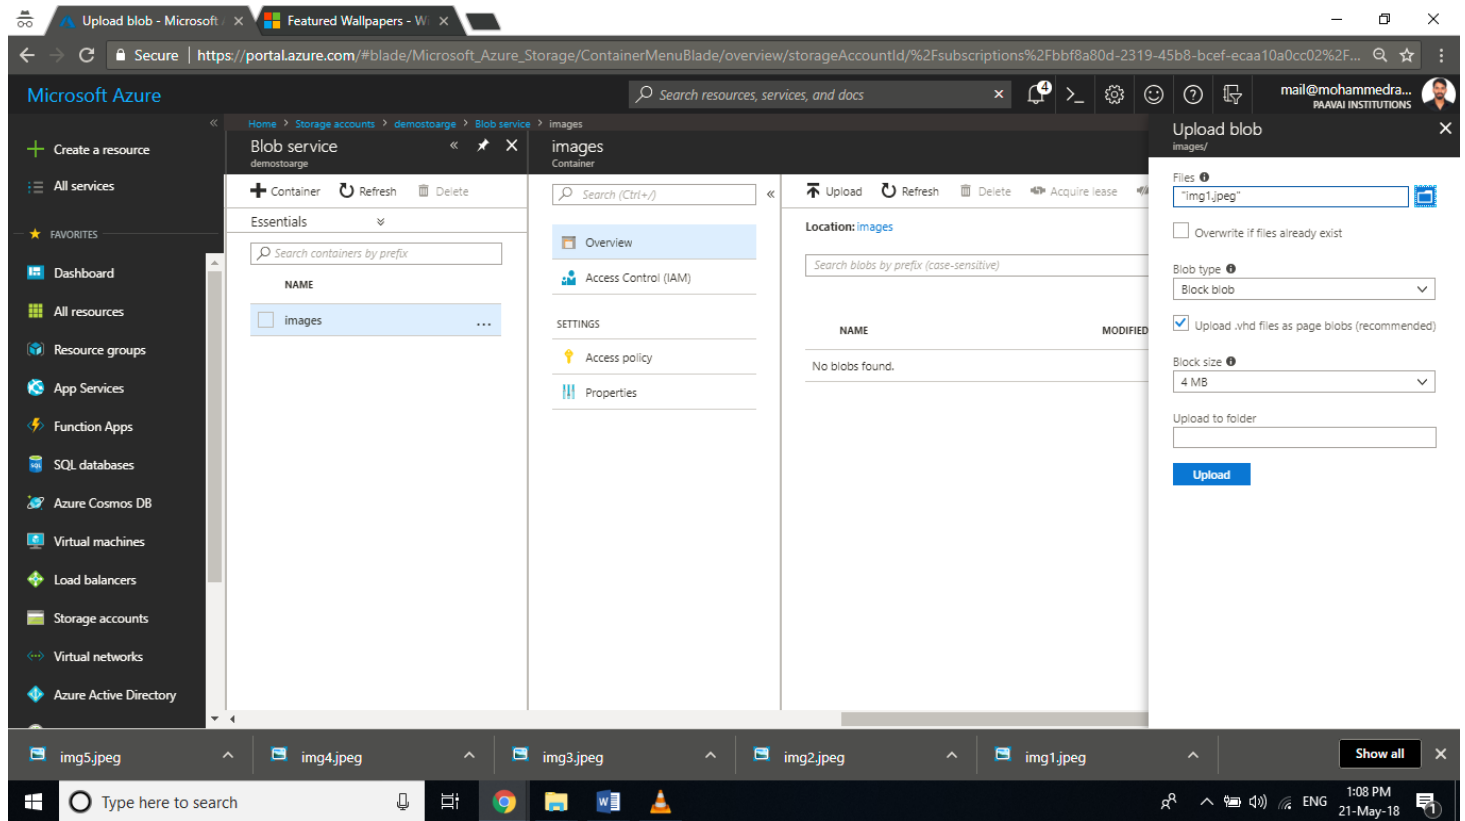 Upload blob - Microsoft
Featured Wallpapers - Wi
Secure
https://portal.azure.com/#blade/Microsoft_Azure_Storage/ContainerMenuBlade/overview/storageAccountId/%2Fsubscriptions%2Fbbf8a80d-2319-45b8-bcef-ecaa10a0cc02%2F...
Microsoft Azure
Search resources, services, and docs
4
mail@mohammedra...
PAAVAI INSTITUTIONS
Home > Storage accounts > demostoarge > Blob service > images
Create a resource
All services
FAVORITES
Dashboard
All resources
Resource groups
App Services
Function Apps
SQL databases
Azure Cosmos DB
Virtual machines
Load balancers
Storage accounts
Virtual networks
Azure Active Directory
Blob service
demostoarge
Container
Refresh
Delete
Essentials
Search containers by prefix
NAME
images
...
images
Container
Search (Ctrl+/)
Overview
Access Control (IAM)
SETTINGS
Access policy
Properties
Upload
Refresh
Delete
Acquire lease
Location: images
Search blobs by prefix (case-sensitive)
NAME
MODIFIED
No blobs found.
Upload blob
images/
Files
"img1.jpeg"
Overwrite if files already exist
Blob type
Block blob
Upload .vhd files as page blobs (recommended)
Block size
4 MB
Upload to folder
Upload
img5.jpeg
img4.jpeg
img3.jpeg
img2.jpeg
img1.jpeg
Show all
Type here to search
ENG
1:08 PM
21-May-18
1